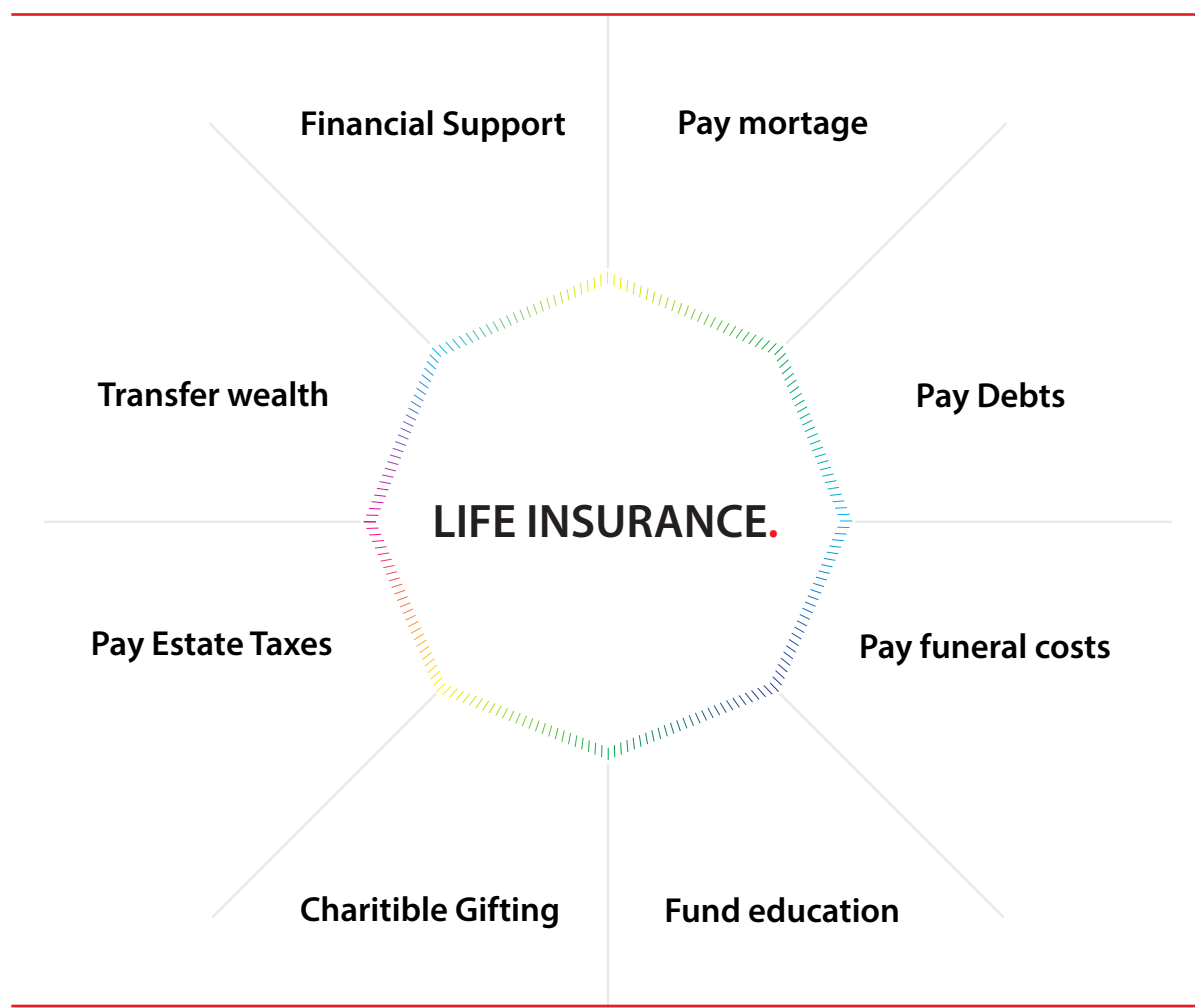 Financial Support
Pay mortage
Transfer wealth
Pay Debts
LIFE INSURANCE.
Pay Estate Taxes
Pay funeral costs
Charitible Gifting
Fund education